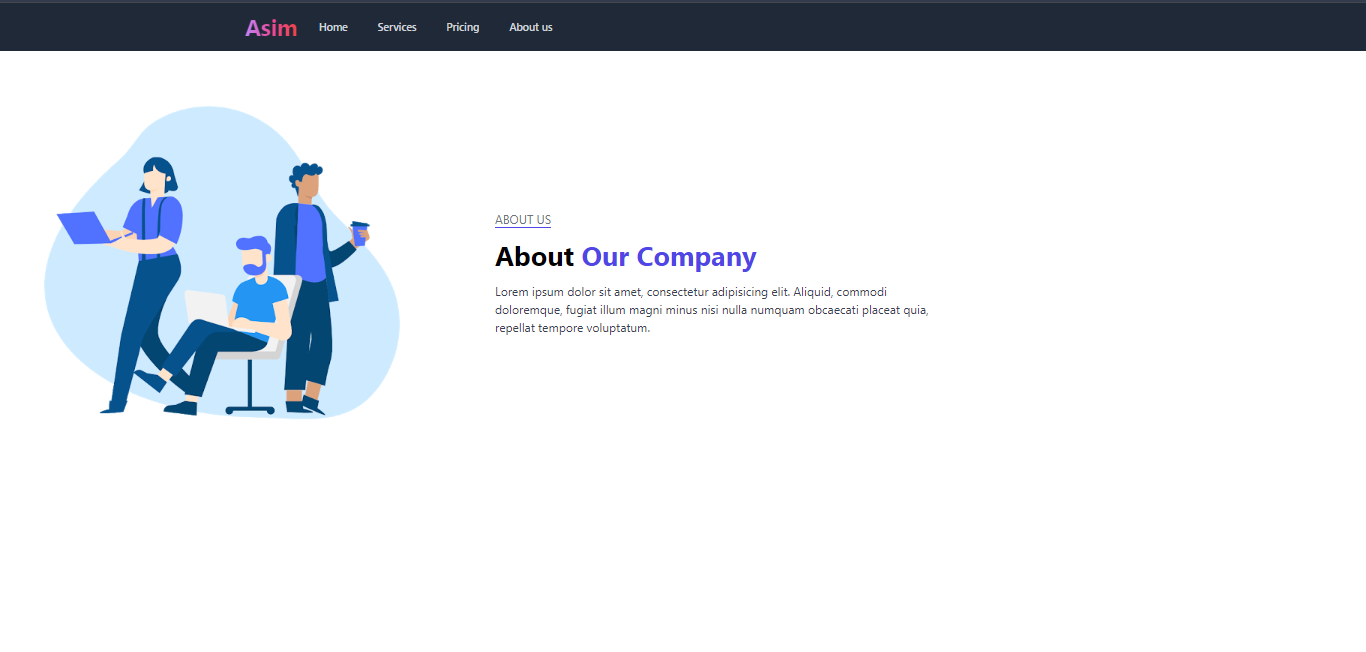 Asim Home Services Pricing About us
ABOUT US
About Our Company
Lorem ipsum dolor sit amet, consectetur adipisicing elit. Aliquid, commodi
doloremque, fugiat illum magni minus nisi nulla numquam obcaecati placeat quia,
repellat tempore voluptatum.